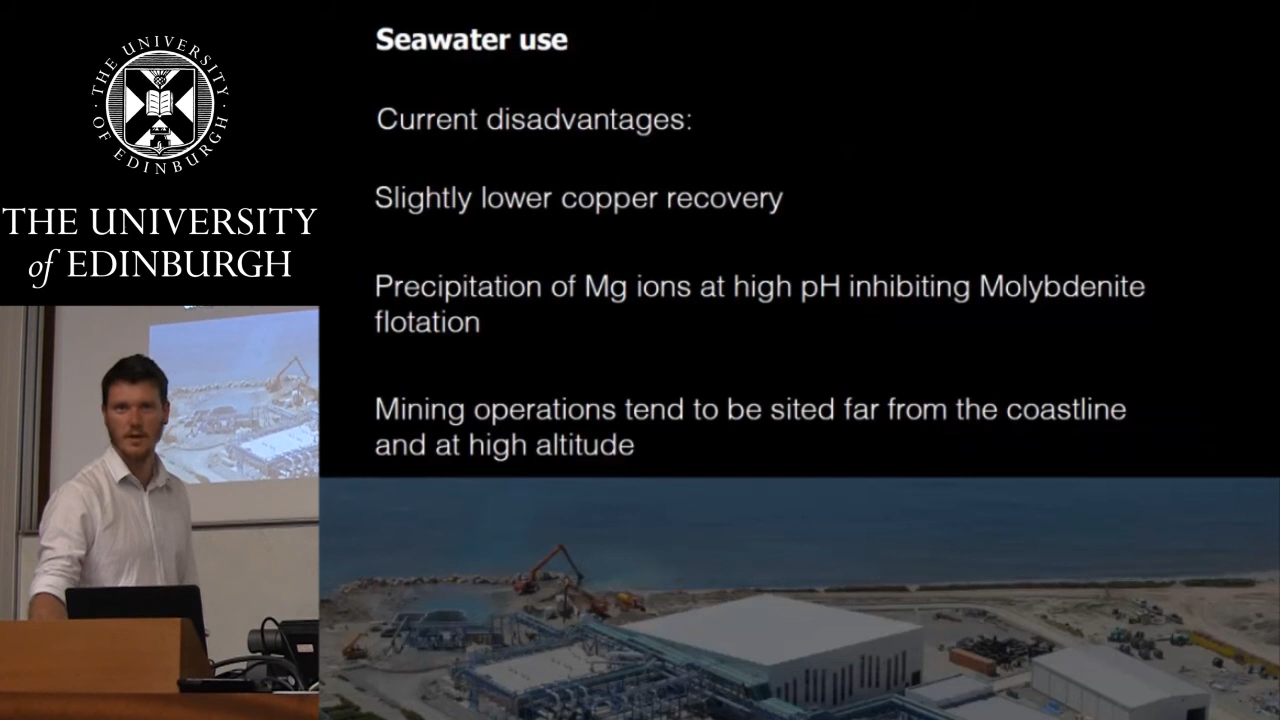 THE UNIVERSITY OF EDINBURGH
THE UNIVERSITY
of EDINBURGH
Seawater use
Current disadvantages:
Slightly lower copper recovery
Precipitation of Mg ions at high pH inhibiting Molybdenite
flotation
Mining operations tend to be sited far from the coastline
and at high altitude